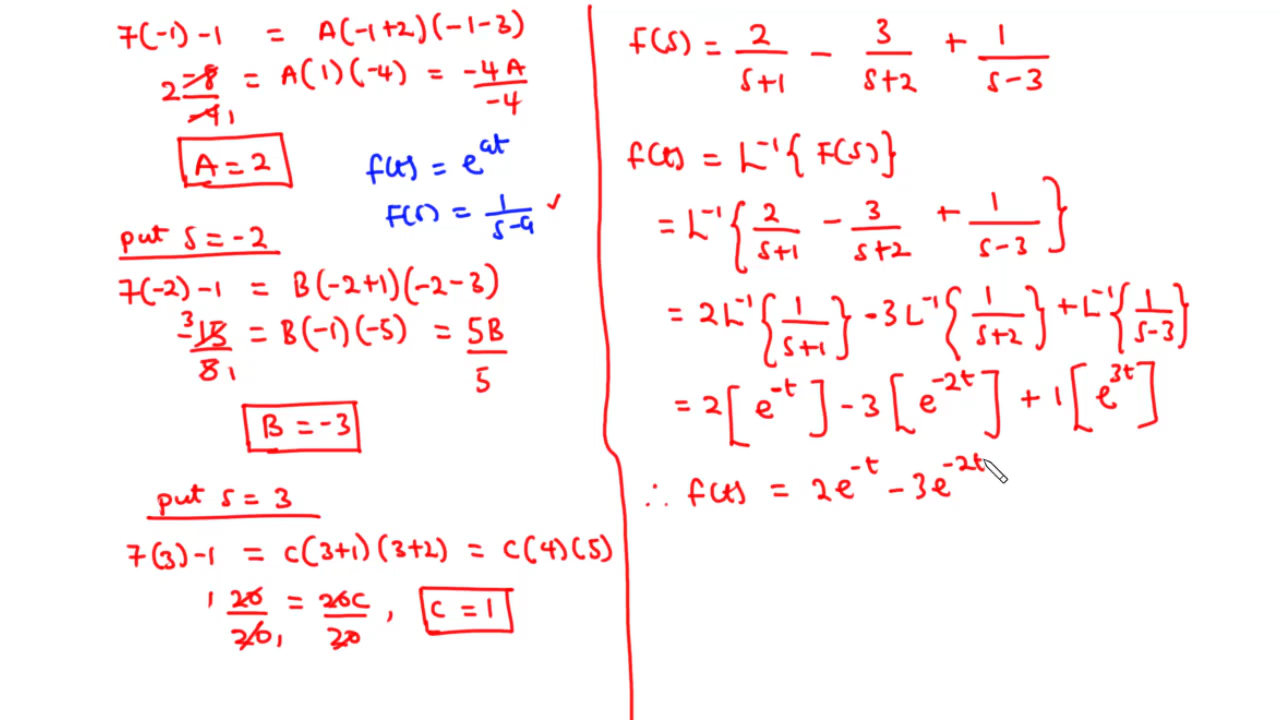 7(-1) -1 = A(-1+2)(-1-3)
2 -8/-4 1 = A(1)(-4) = -4A/-4
A = 2
f(t) = e^at
F(s) = 1/s-a ✓
put s = -2
7(-2) -1 = B(-2+1)(-2-3)
-3 15/8 1 = B(-1)(-5) = 5B/5
B = -3
put s = 3
7(3) -1 = C(3+1)(3+2) = C(4)(5)
1 20/20 1 = 20C/20 , C = 1
F(s) = 2/s+1 - 3/s+2 + 1/s-3
f(t) = L^-1{ F(s)}
= L^-1{ 2/s+1 - 3/s+2 + 1/s-3 }
= 2L^-1{ 1/s+1 } - 3L^-1{ 1/s+2 } + L^-1{ 1/s-3 }
= 2[ e^-t ] - 3[ e^-2t ] + 1[ e^3t ]
∴ f(t) = 2e^-t - 3e^-2t